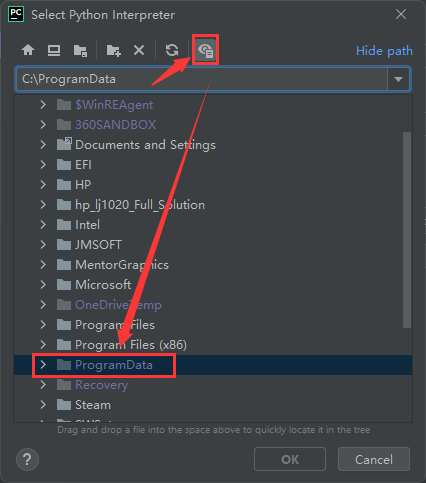 PC
Select Python Interpreter
Hide path
C:\ProgramData
$WinREAgent
360SANDBOX
Documents and Settings
EFI
HP
hp_lj1020_Full_Solution
Intel
JMSOFT
MentorGraphics
Microsoft
OneDriveTemp
Program Files
Program Files (x86)
ProgramData
Recovery
Steam
Drag and drop a file into the space above to quickly locate it in the tree
?
OK
Cancel